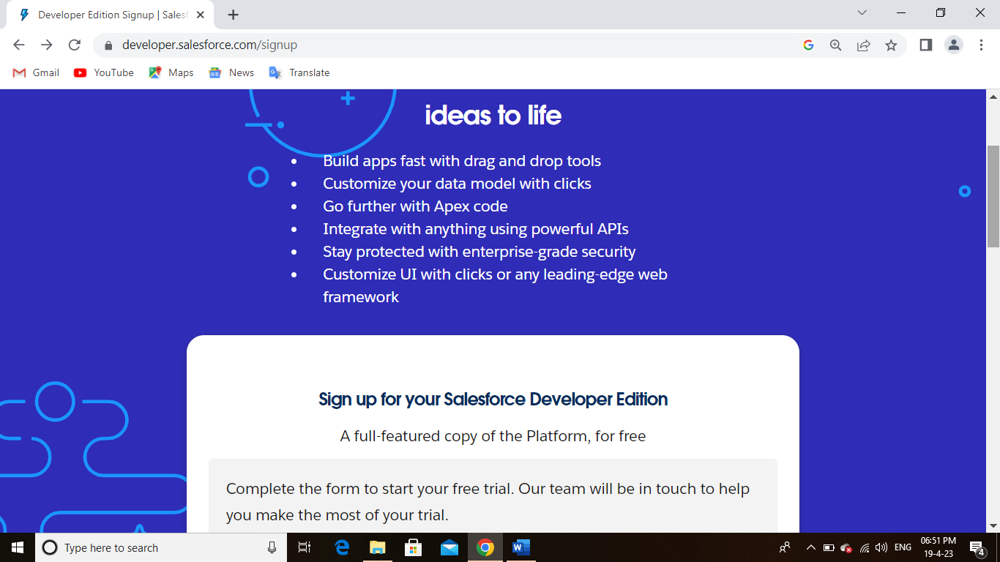 Developer Edition Signup | Salesf
developer.salesforce.com/signup
Gmail YouTube Maps News Translate
ideas to life
• Build apps fast with drag and drop tools
• Customize your data model with clicks
• Go further with Apex code
• Integrate with anything using powerful APIs
• Stay protected with enterprise-grade security
• Customize UI with clicks or any leading-edge web
framework
Sign up for your Salesforce Developer Edition
A full-featured copy of the Platform, for free
Complete the form to start your free trial. Our team will be in touch to help
you make the most of your trial.
Type here to search
ENG
06:51 PM
19-4-23
4